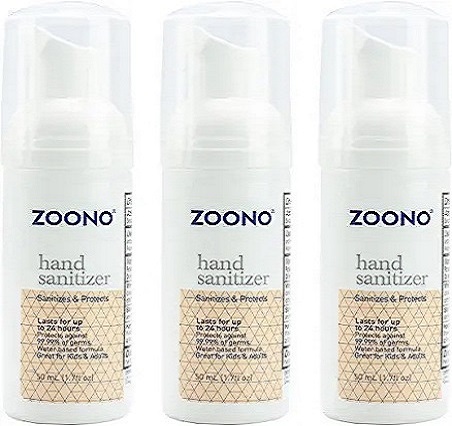 ZOONO®
hand
sanitizer
Sanitizes & Protects
Lasts for up
to 24 hours
Protects against
99.99% of germs.
Water based formula
Great for Kids & Adults
50 mL (1.7fl oz)
ZOONO®
hand
sanitizer
Sanitizes & Protects
Lasts for up
to 24 hours
Protects against
99.99% of germs.
Water based formula
Great for Kids & Adults
50 mL (1.7fl oz)
ZOONO®
hand
sanitizer
Sanitizes & Protects
Lasts for up
to 24 hours
Protects against
99.99% of germs.
Water based formula
Great for Kids & Adults
50 mL (1.7fl oz)